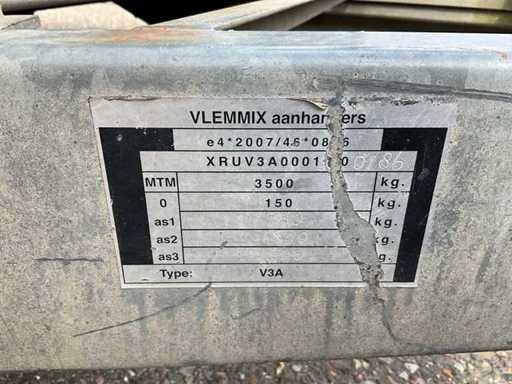 VLEMMIX
e4*2007/46*08
XRUV3A0001
MTM 3500 kg.
0 150 kg.
as1 kg.
as2 kg.
as3 kg.
Type: V3A